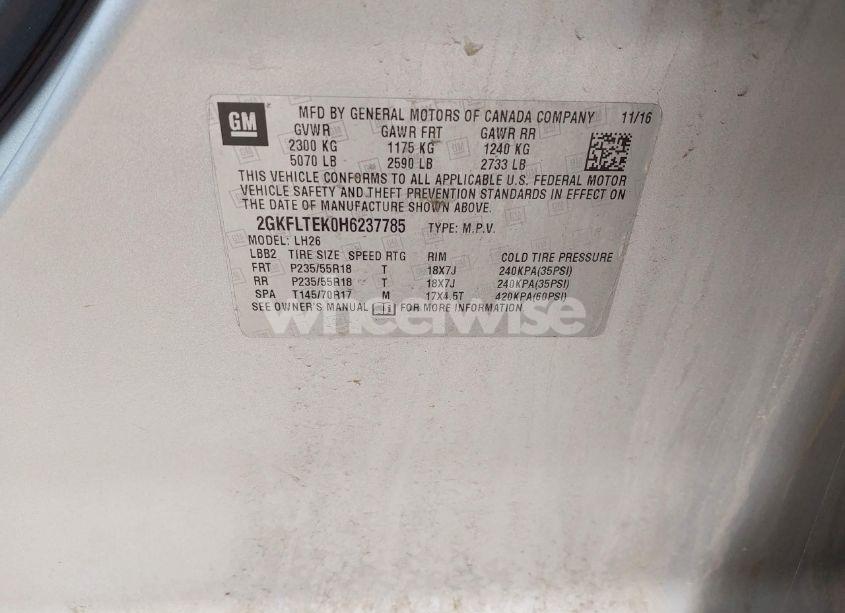 GM
MFD BY GENERAL MOTORS OF CANADA COMPANY 11/16
GVWR GAWR FRT GAWR RR
2300 KG 1175 KG 1240 KG
5070 LB 2590 LB 2733 LB
THIS VEHICLE CONFORMS TO ALL APPLICABLE U.S. FEDERAL MOTOR
VEHICLE SAFETY AND THEFT PREVENTION STANDARDS IN EFFECT ON
THE DATE OF MANUFACTURE SHOWN ABOVE.
2GKFLTEK0H6237785 TYPE: M.P.V.
MODEL: LH26
LBB2 TIRE SIZE SPEED RTG RIM COLD TIRE PRESSURE
FRT P235/55R18 T 18X7J 240KPA(35PSI)
RR P235/55R18 T 18X7J 240KPA(35PSI)
SPA T145/70R17 M 17X4.5T 420KPA(60PSI)
SEE OWNER'S MANUAL FOR MORE INFORMATION
wheelwise